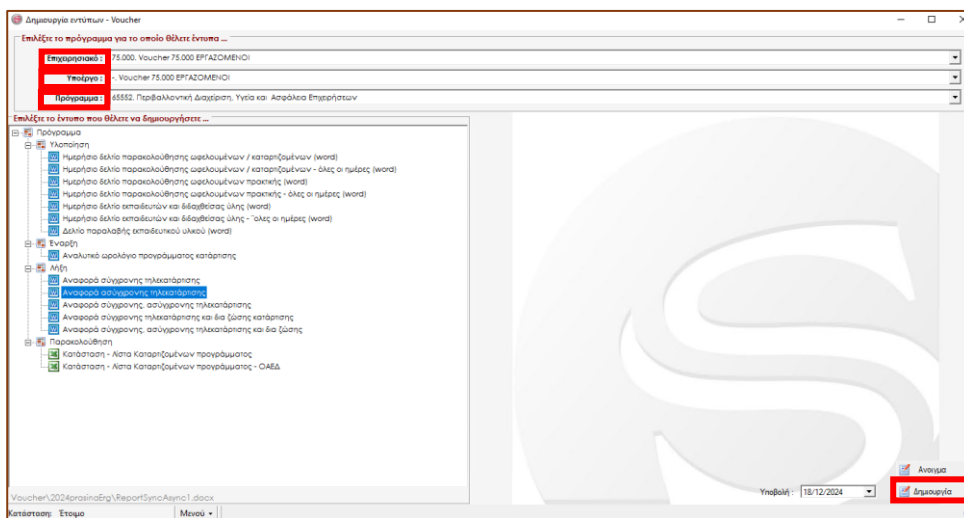 Δημιουργία εντύπων - Voucher
Επιλέξτε το πρόγραμμα για το οποίο θέλετε έντυπα ...
Επιχειρησιακό : 75.000, Voucher 75.000 ΕΡΓΑΖΟΜΕΝΟΙ
Υποέργο : -, Voucher 75.000 ΕΡΓΑΖΟΜΕΝΟΙ
Πρόγραμμα : 65552, Περιβαλλοντική Διαχείριση, Υγεία και Ασφάλεια Επιχειρήσεων
Επιλέξτε το έντυπο που θέλετε να δημιουργήσετε ...
Πρόγραμμα
Υλοποίηση
Ημερήσιο δελτίο παρακολούθησης ωφελουμένων / καταρτιζομένων (word)
Ημερήσιο δελτίο παρακολούθησης ωφελουμένων / καταρτιζομένων - όλες οι ημέρες (word)
Ημερήσιο δελτίο παρακολούθησης ωφελουμένων πρακτικής (word)
Ημερήσιο δελτίο παρακολούθησης ωφελουμένων πρακτικής - όλες οι ημέρες (word)
Ημερήσιο δελτίο εκπαιδευτών και διδαχθείσας ύλης (word)
Ημερήσιο δελτίο εκπαιδευτών και διδαχθείσας ύλης - ΄ολες οι ημέρες (word)
Δελτίο παραλαβής εκπαιδευτικού υλικού (word)
Έναρξη
Αναλυτικό ωρολόγιο προγράμματος κατάρτισης
Λήξη
Αναφορά σύγχρονης τηλεκατάρτισης
Αναφορά ασύγχρονης τηλεκατάρτισης
Αναφορά σύγχρονης, ασύγχρονης τηλεκατάρτισης
Αναφορά σύγχρονης τηλεκατάρτισης και δια ζώσης κατάρτισης
Αναφορά σύγχρονης, ασύγχρονης τηλεκατάρτισης και δια ζώσης
Παρακολούθηση
Κατάσταση - Λίστα Καταρτιζομένων προγράμματος
Κατάσταση - Λίστα Καταρτιζομένων προγράμματος - ΟΑΕΔ
Άνοιγμα
Voucher\2024prasinaErg\ReportSyncAsync1.docx
Υποβολή : 18/12/2024
Δημιουργία
Κατάσταση: Έτοιμο
Μενού